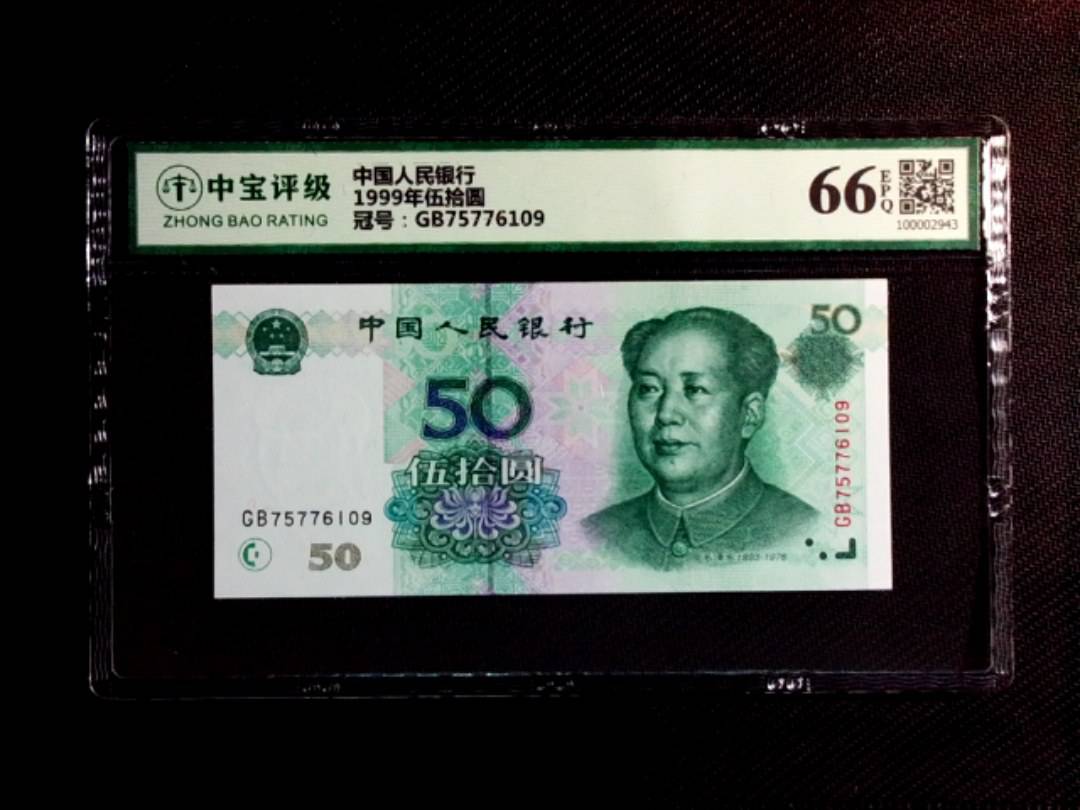 中宝评级
ZHONG BAO RATING
中国人民银行
1999年伍拾圆
冠号：GB75776109
66
EPQ
100002943
中国人民银行
50
50
伍拾圆
GB75776109
GB75776109
50
1893-1976